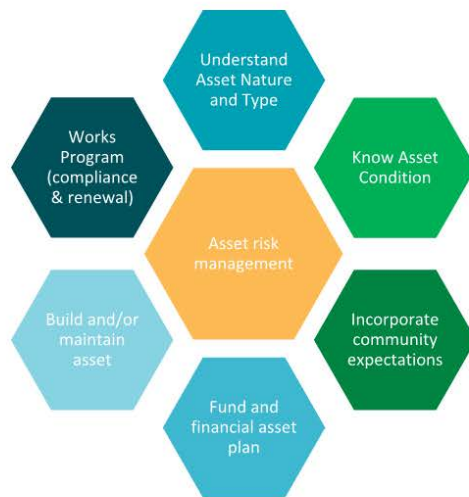 Understand
Asset Nature
and Type
Works
Program
(compliance
& renewal)
Know Asset
Condition
Asset risk
management
Build and/or
maintain
asset
Incorporate
community
expectations
Fund and
financial asset
plan